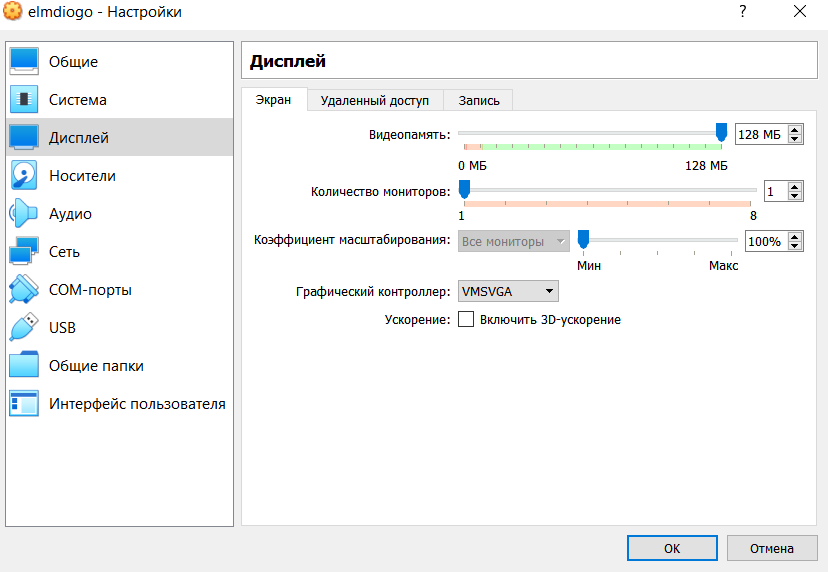 elmdiogo - Настройки
?
Общие
Система
Дисплей
Носители
Аудио
Сеть
COM-порты
USB
Общие папки
Интерфейс пользователя
Дисплей
Экран Удаленный доступ Запись
Видеопамять: 128 МБ
0 МБ 128 МБ
Количество мониторов: 1
1 8
Коэффициент масштабирования: Все мониторы 100%
Мин Макс
Графический контроллер: VMSVGA
Ускорение: Включить 3D-ускорение
OK Отмена